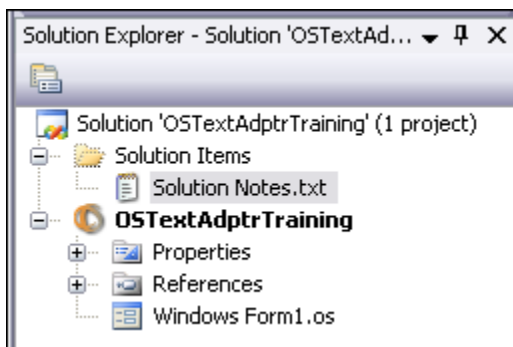 Solution Explorer - Solution 'OSTextAd...
Solution 'OSTextAdptrTraining' (1 project)
Solution Items
Solution Notes.txt
OSTextAdptrTraining
Properties
References
Windows Form1.os